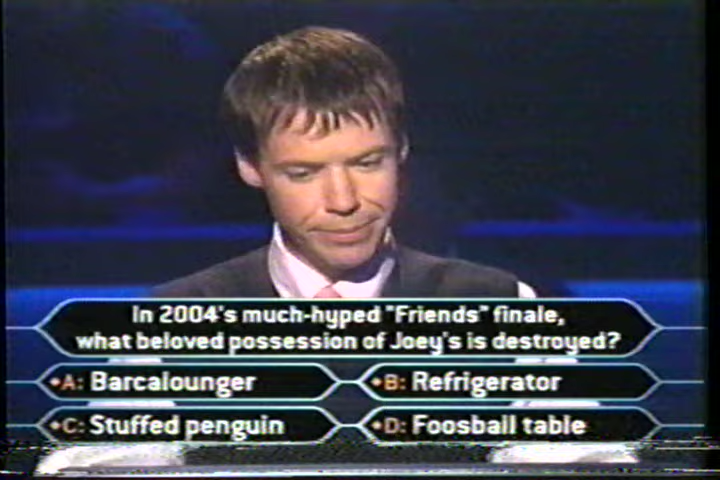 In 2004's much-hyped "Friends" finale,
what beloved possession of Joey's is destroyed?
•A: Barcalounger
•B: Refrigerator
•C: Stuffed penguin
•D: Foosball table